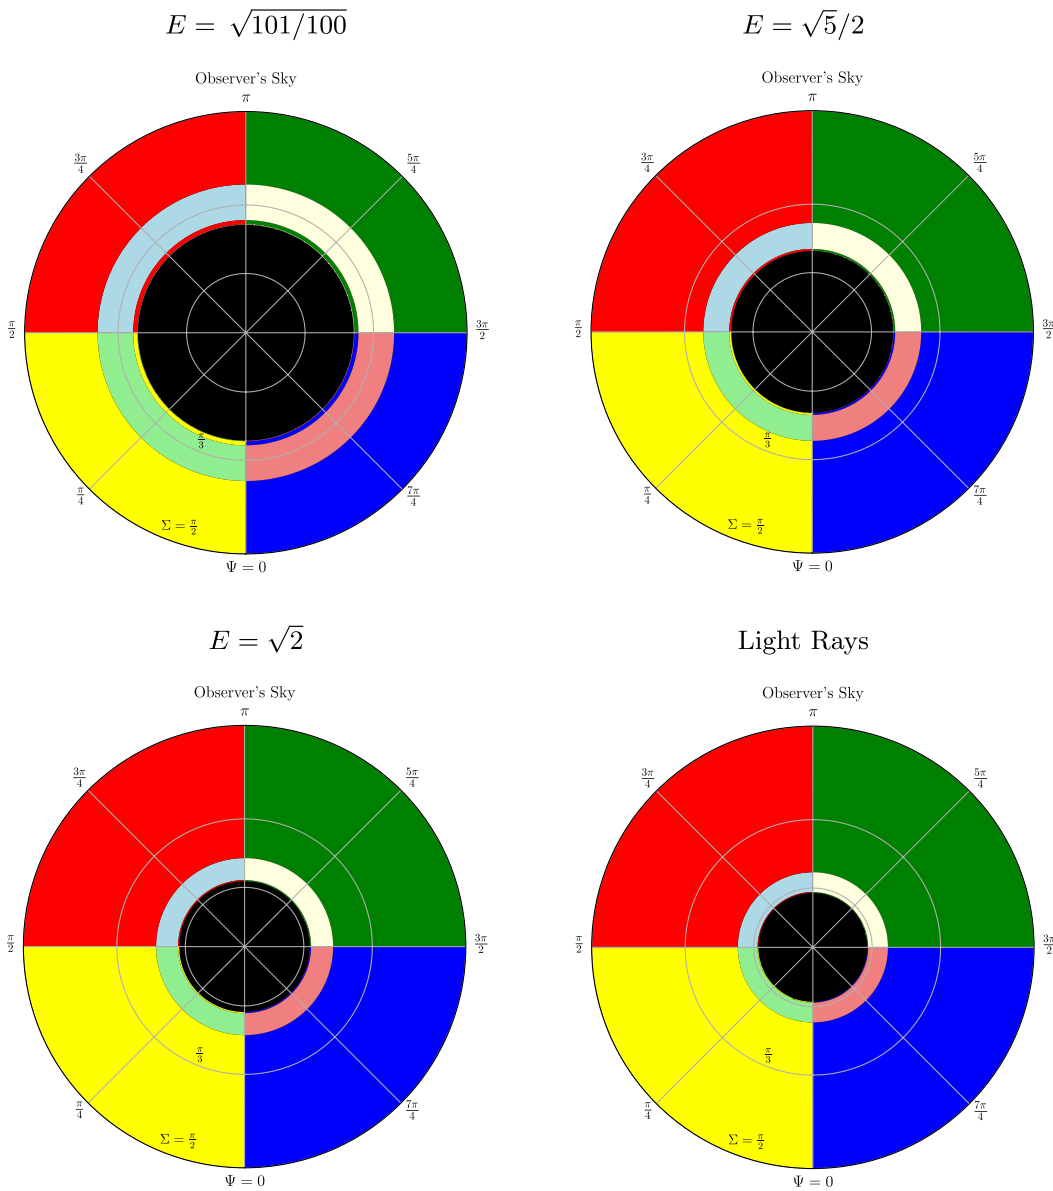 E = √101/100
Observer's Sky
π
3π/4
5π/4
π/2
3π/2
π/3
π/4
7π/4
Σ = π/2
Ψ = 0
E = √5/2
Observer's Sky
π
3π/4
5π/4
π/2
3π/2
π/3
π/4
7π/4
Σ = π/2
Ψ = 0
E = √2
Observer's Sky
π
3π/4
5π/4
π/2
3π/2
π/3
π/4
7π/4
Σ = π/2
Ψ = 0
Light Rays
Observer's Sky
π
3π/4
5π/4
π/2
3π/2
π/3
π/4
7π/4
Σ = π/2
Ψ = 0